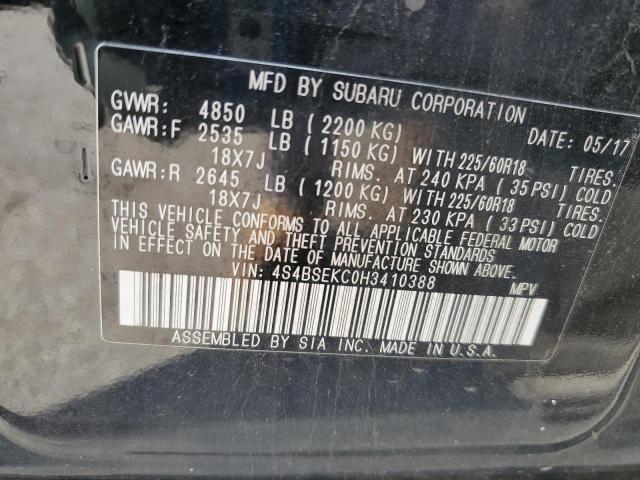 MFD BY SUBARU CORPORATION
GVWR: 4850 LB (2200 KG) DATE: 05/17
GAWR:F 2535 LB (1150 KG) WITH 225/60R18 TIRES.
18X7J RIMS. AT 240 KPA (35 PSI) COLD
GAWR:R 2645 LB (1200 KG) WITH 225/60R18 TIRES.
18X7J RIMS. AT 230 KPA (33 PSI) COLD
THIS VEHICLE CONFORMS TO ALL APPLICABLE FEDERAL MOTOR
VEHICLE SAFETY AND THEFT PREVENTION STANDARDS
IN EFFECT ON THE DATE OF MANUFACTURE SHOWN ABOVE.
VIN: 4S4BSEKC0H3410388 MPV
ASSEMBLED BY SIA INC. MADE IN U.S.A.